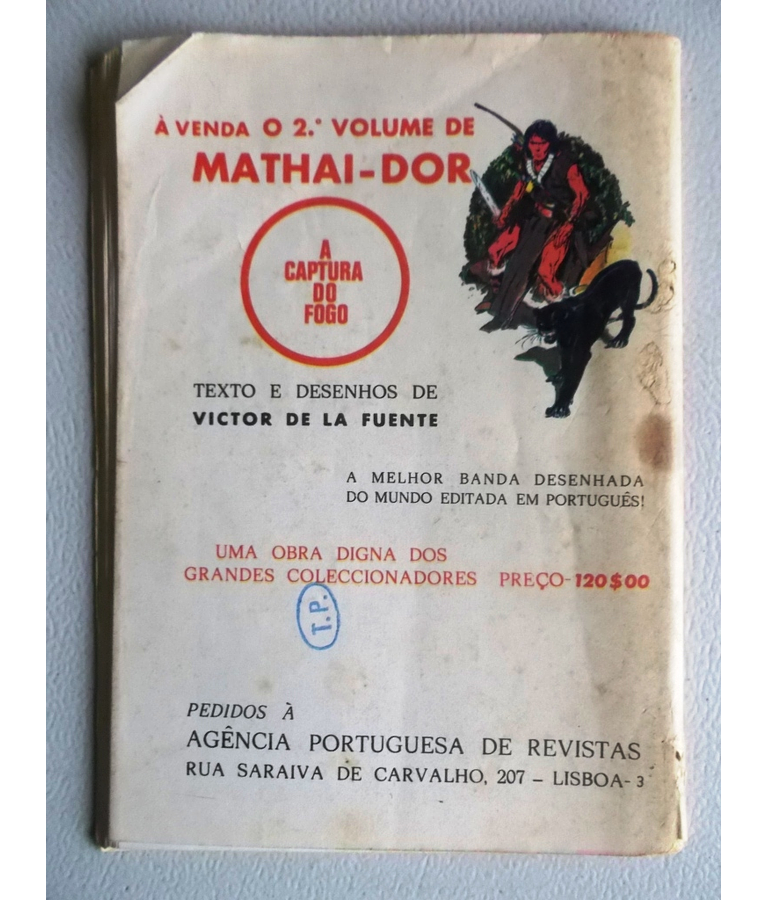 À VENDA O 2.º VOLUME DE
MATHAI-DOR
A
CAPTURA
DO
FOGO
TEXTO E DESENHOS DE
VICTOR DE LA FUENTE
A MELHOR BANDA DESENHADA
DO MUNDO EDITADA EM PORTUGUÊS!
UMA OBRA DIGNA DOS
GRANDES COLECCIONADORES PREÇO-120$00
T.P.
PEDIDOS À
AGÊNCIA PORTUGUESA DE REVISTAS
RUA SARAIVA DE CARVALHO, 207 – LISBOA-3